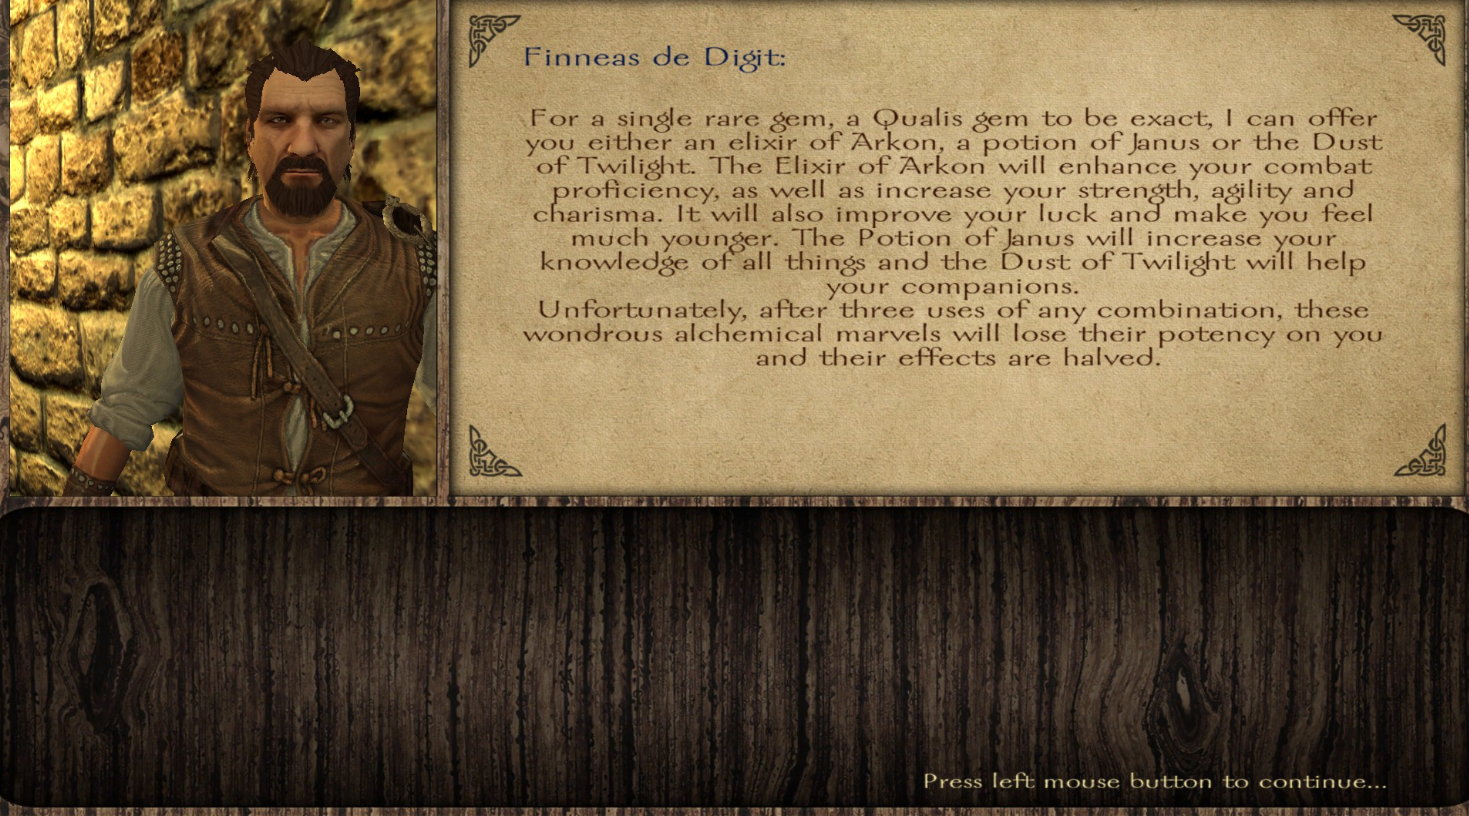 Finneas de Digit:
For a single rare gem, a Qualis gem to be exact, I can offer
you either an elixir of Arkon, a potion of Janus or the Dust
of Twilight. The Elixir of Arkon will enhance your combat
proficiency, as well as increase your strength, agility and
charisma. It will also improve your luck and make you feel
much younger. The Potion of Janus will increase your
knowledge of all things and the Dust of Twilight will help
your companions.
Unfortunately, after three uses of any combination, these
wondrous alchemical marvels will lose their potency on you
and their effects are halved.
Press left mouse button to continue...